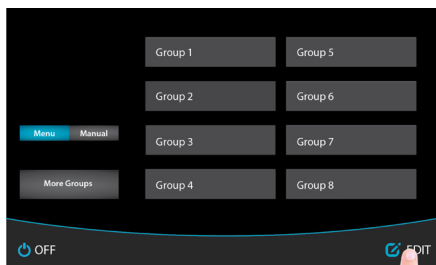 Group 1 Group 5
Group 2 Group 6
Menu Manual
Group 3 Group 7
More Groups
Group 4 Group 8
OFF
EDIT